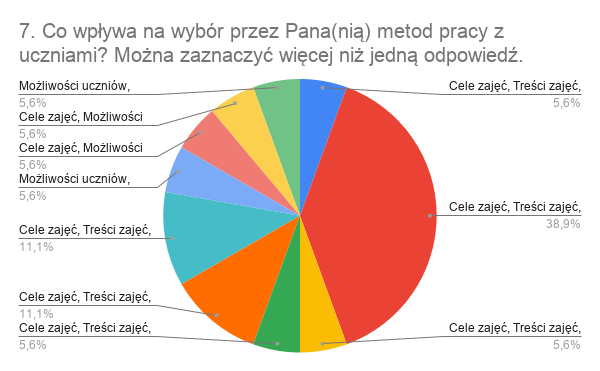 7. Co wpływa na wybór przez Pana(nią) metod pracy z
uczniami? Można zaznaczyć więcej niż jedną odpowiedź.
Możliwości uczniów,
5,6%
Cele zajęć, Możliwości
5,6%
Cele zajęć, Możliwości
5,6%
Możliwości uczniów,
5,6%
Cele zajęć, Treści zajęć,
11,1%
Cele zajęć, Treści zajęć,
11,1%
Cele zajęć, Treści zajęć,
5,6%
Cele zajęć, Treści zajęć,
5,6%
Cele zajęć, Treści zajęć,
38,9%
Cele zajęć, Treści zajęć,
5,6%